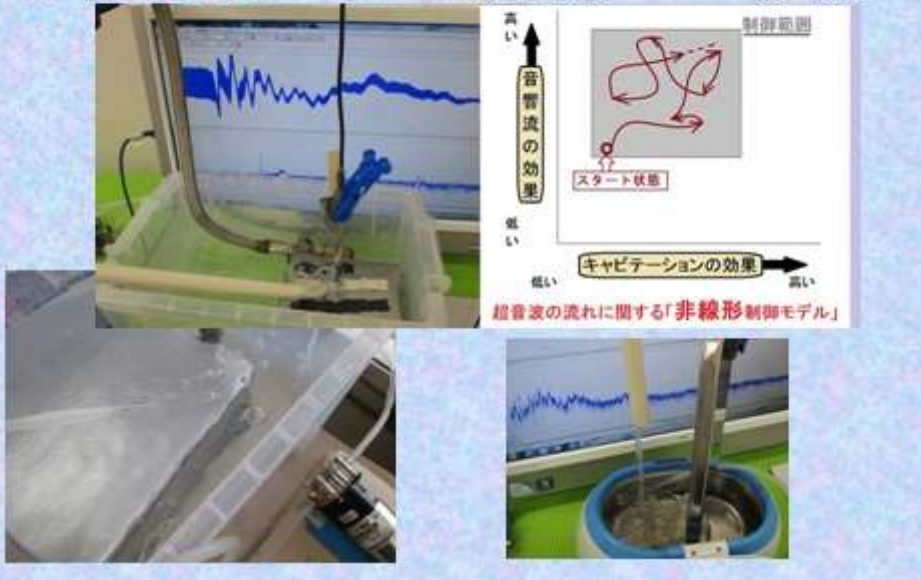 制御範囲
高い
音響流の効果
スタート状態
低い
キャビテーションの効果
低い
高い
超音波の流れに関する「非線形制御モデル」